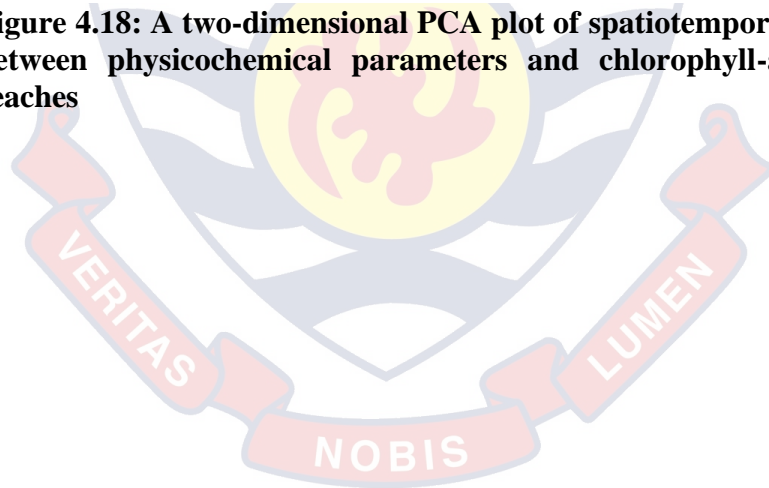 igure 4.18: A two-dimensional PCA plot of spatiotempor
etween physicochemical parameters and chlorophyll-a
eaches
VERITAS
NOBIS
LUMEN